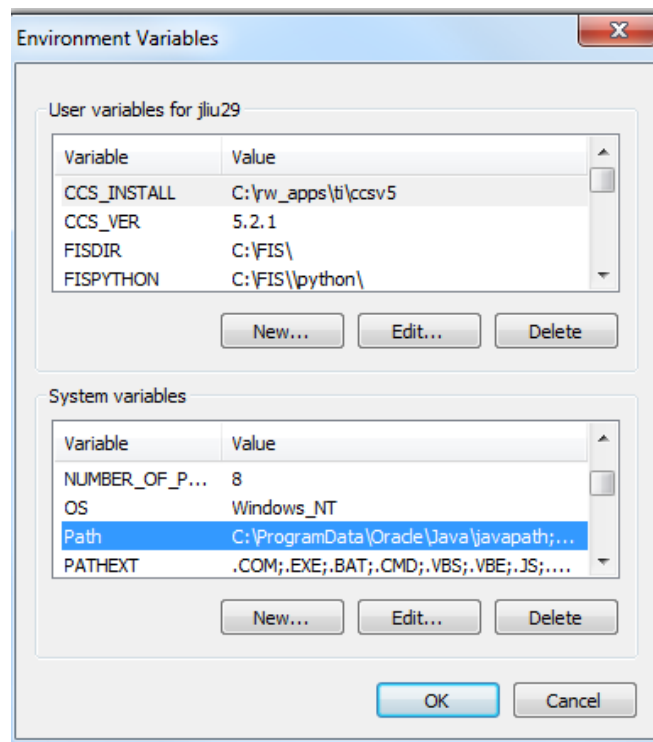 Environment Variables
User variables for jliu29
Variable Value
CCS_INSTALL C:\rw_apps\ti\ccsv5
CCS_VER 5.2.1
FISDIR C:\FIS\
FISPYTHON C:\FIS\\python\
New... Edit... Delete
System variables
Variable Value
NUMBER_OF_P... 8
OS Windows_NT
Path C:\ProgramData\Oracle\Java\javapath;...
PATHEXT .COM;.EXE;.BAT;.CMD;.VBS;.VBE;.JS;....
New... Edit... Delete
OK Cancel